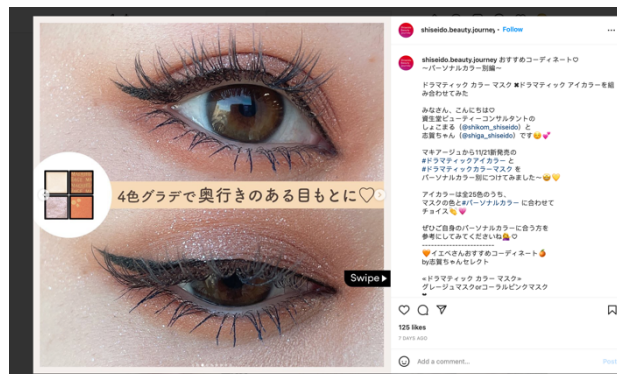 4色グラデで奥行きのある目もとに♡
Swipe▶
shiseido.beauty.journey • Follow
shiseido.beauty.journey おすすめコーディネート♡
〜パーソナルカラー別編〜
ドラマティック カラー マスク ✖ドラマティック アイカラーを組
み合わせてみた
みなさん、こんにちは♡
資生堂ビューティーコンサルタントの
しょこまる（@shikom_shiseido）と
志賀ちゃん（@shiga_shiseido）です😊💕
マキアージュから11/21新発売の
#ドラマティックアイカラー と
#ドラマティックカラーマスク を
パーソナルカラー別につけてみました〜🤩💛
アイカラーは全25色のうち、
マスクの色と#パーソナルカラー に合わせて
チョイス👏💗
ぜひご自身のパーソナルカラーに合う方を
参考にしてみてくださいね💁‍♀️♡
------------------------
🧡イエベさんおすすめコーディネート🍊
by志賀ちゃんセレクト
=ドラマティック カラー マスク=
グレージュマスクorコーラルピンクマスク
125 likes
7 DAYS AGO
Add a comment...
Post